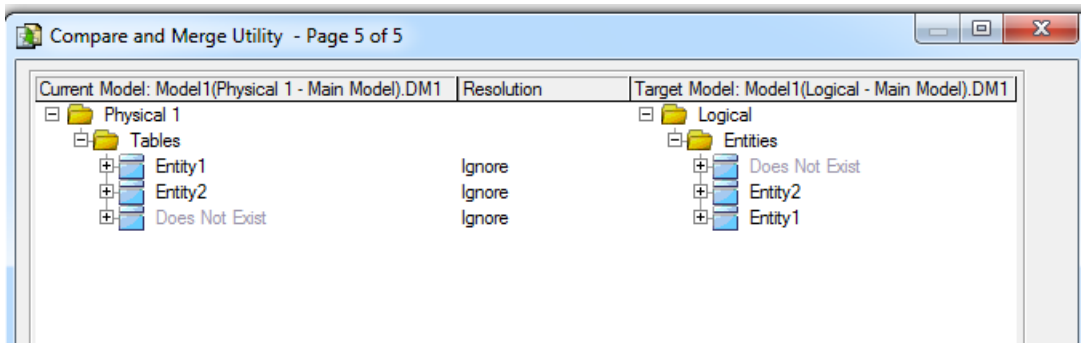 Compare and Merge Utility - Page 5 of 5
Current Model: Model1(Physical 1 - Main Model).DM1 Resolution Target Model: Model1(Logical - Main Model).DM1
Physical 1 Logical
Tables Entities
Entity1 Ignore Does Not Exist
Entity2 Ignore Entity2
Does Not Exist Ignore Entity1